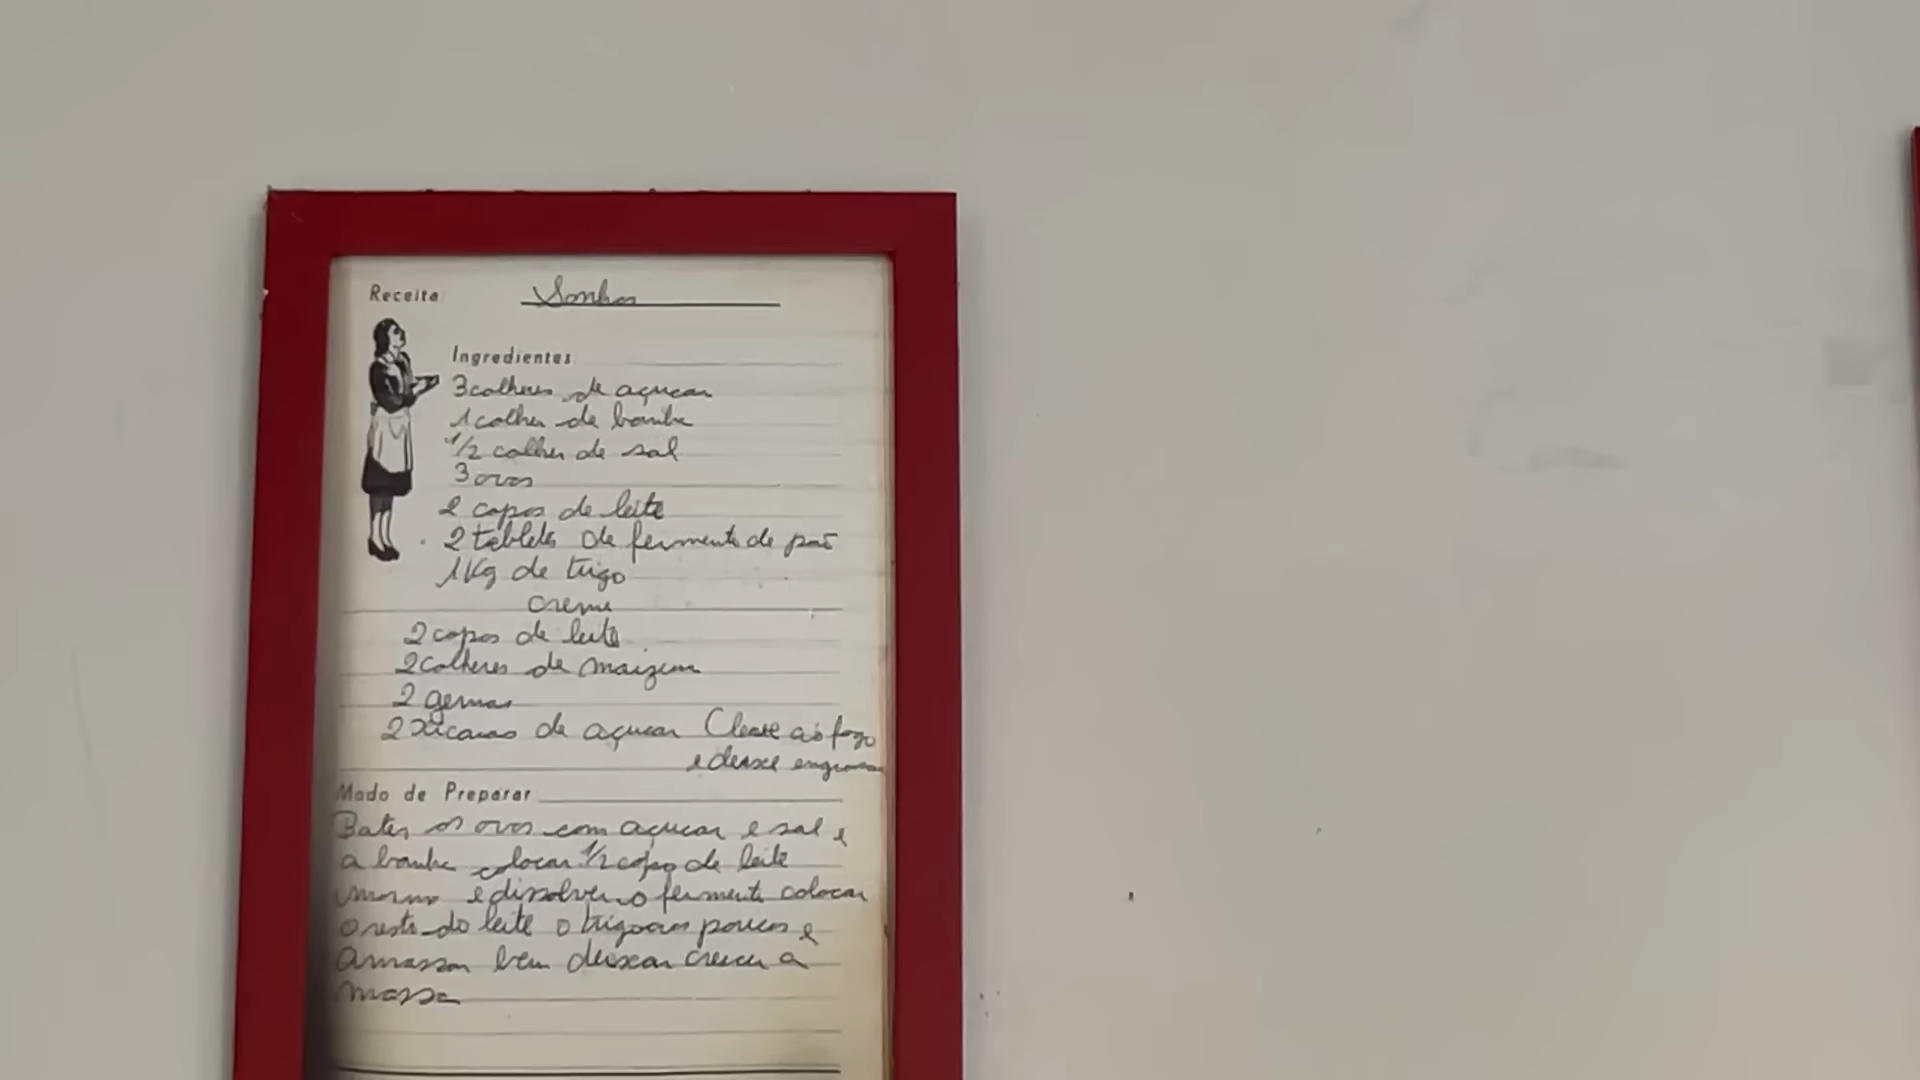 Receita Sonhos
Ingredientes
3 colheres de açucar
1 colher de banha
1/2 colher de sal
3 ovos
2 copos de leite
2 tabletes de fermento de pão
1 Kg de trigo
creme
2 copos de leite
2 colheres de maizena
2 gemas
2 xicaras de açucar (leve ao fogo
e deixe engrossar
Modo de Preparar
Bater os ovos com açucar e sal e
a banha colocar 1/2 copo de leite
morno e dissolver o fermento colocar
o resto do leite o trigo aos poucos e
amassar bem deixar crescer a
massa